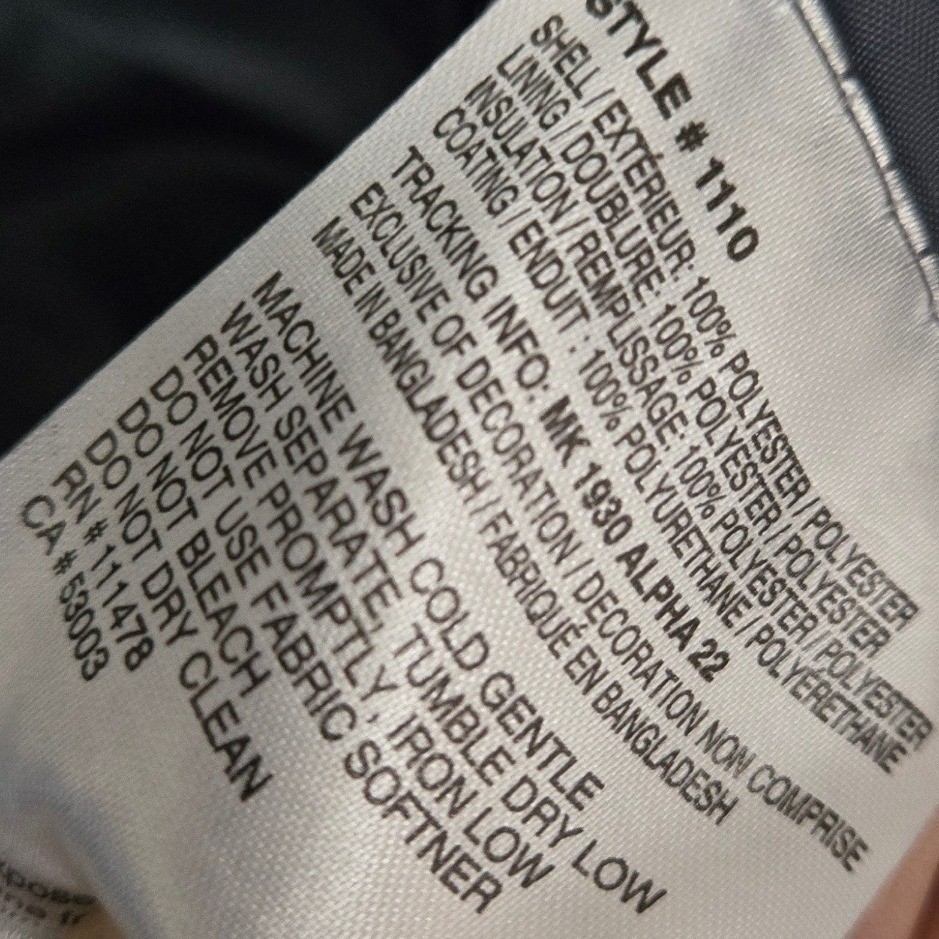 STYLE # 1110
SHELL / EXTÉRIEUR: 100% POLYESTER / POLYESTER
LINING / DOUBLURE: 100% POLYESTER / POLYESTER
INSULATION / REMPLISSAGE: 100% POLYESTER / POLYESTER
COATING / ENDUIT : 100% POLYURETHANE / POLYERETHANE
TRACKING INFO: MK 1930 ALPHA 22
EXCLUSIVE OF DECORATION / DECORATION NON COMPRISE
MADE IN BANGLADESH / FABRIQUÉ EN BANGLADESH
MACHINE WASH COLD GENTLE
WASH SEPARATE, TUMBLE DRY LOW
REMOVE PROMPTLY, IRON LOW
DO NOT USE FABRIC SOFTNER
DO NOT BLEACH
DO NOT DRY CLEAN
RN # 111478
CA # 53003